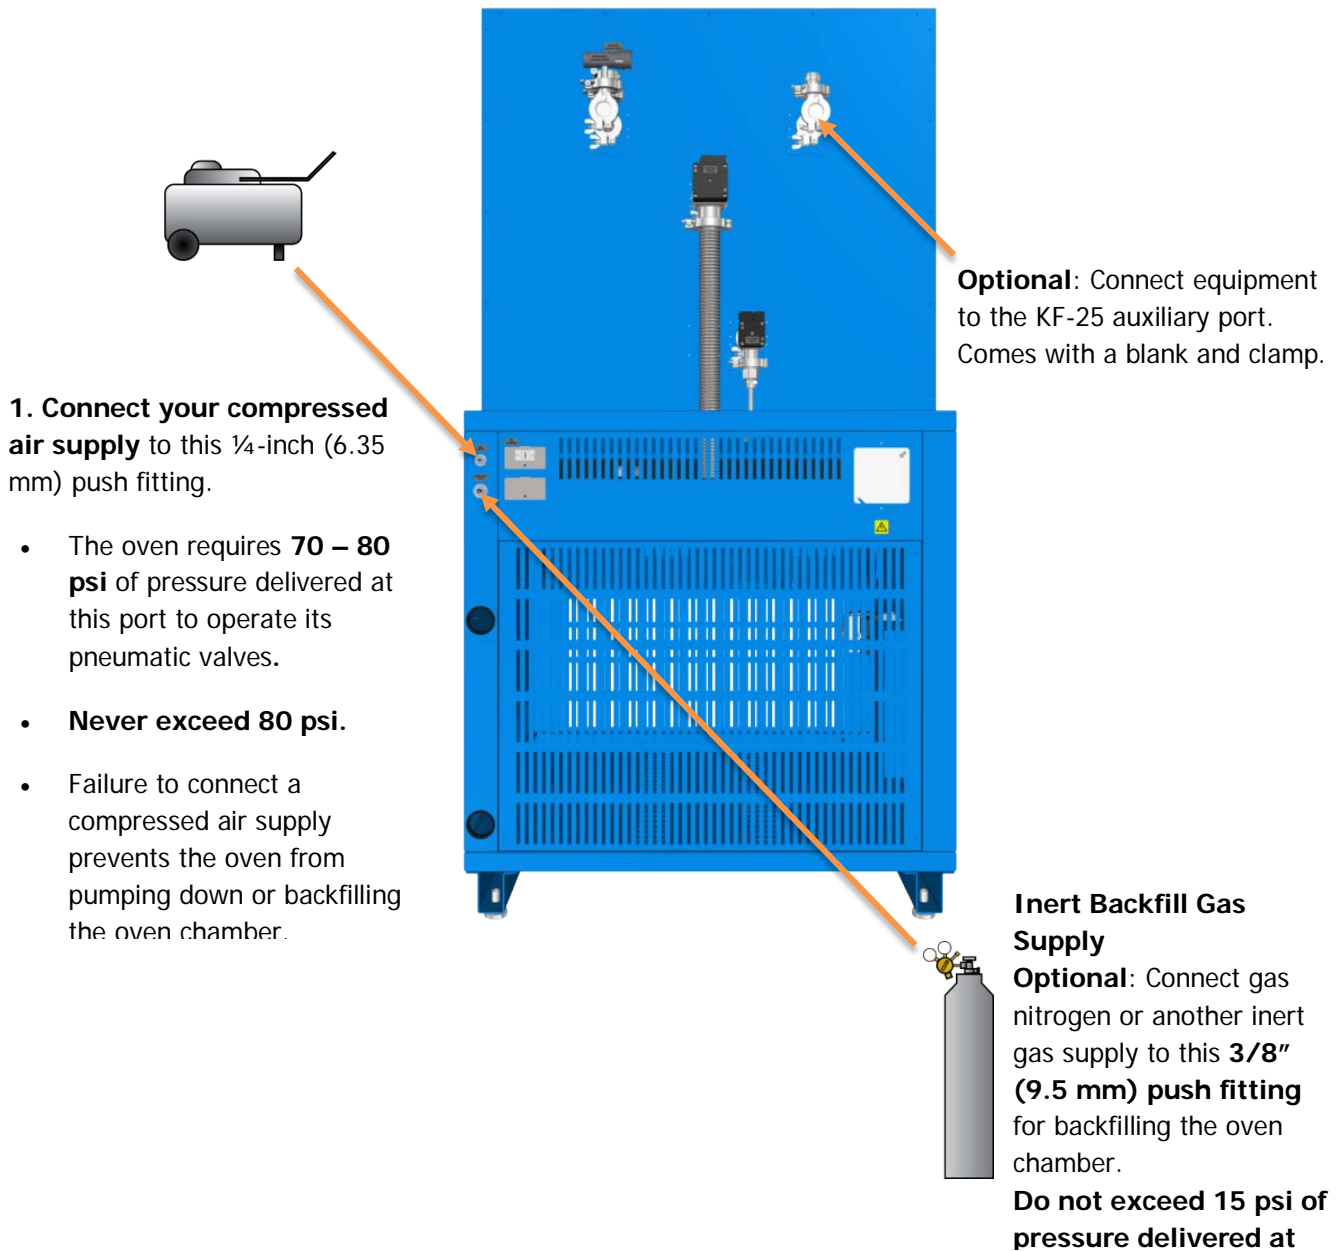 Optional: Connect equipment
to the KF-25 auxiliary port.
Comes with a blank and clamp.
1. Connect your compressed
air supply to this ¼-inch (6.35
mm) push fitting.
• The oven requires 70 – 80
psi of pressure delivered at
this port to operate its
pneumatic valves.
• Never exceed 80 psi.
• Failure to connect a
compressed air supply
prevents the oven from
pumping down or backfilling
the oven chamber.
Inert Backfill Gas
Supply
Optional: Connect gas
nitrogen or another inert
gas supply to this 3/8”
(9.5 mm) push fitting
for backfilling the oven
chamber.
Do not exceed 15 psi of
pressure delivered at